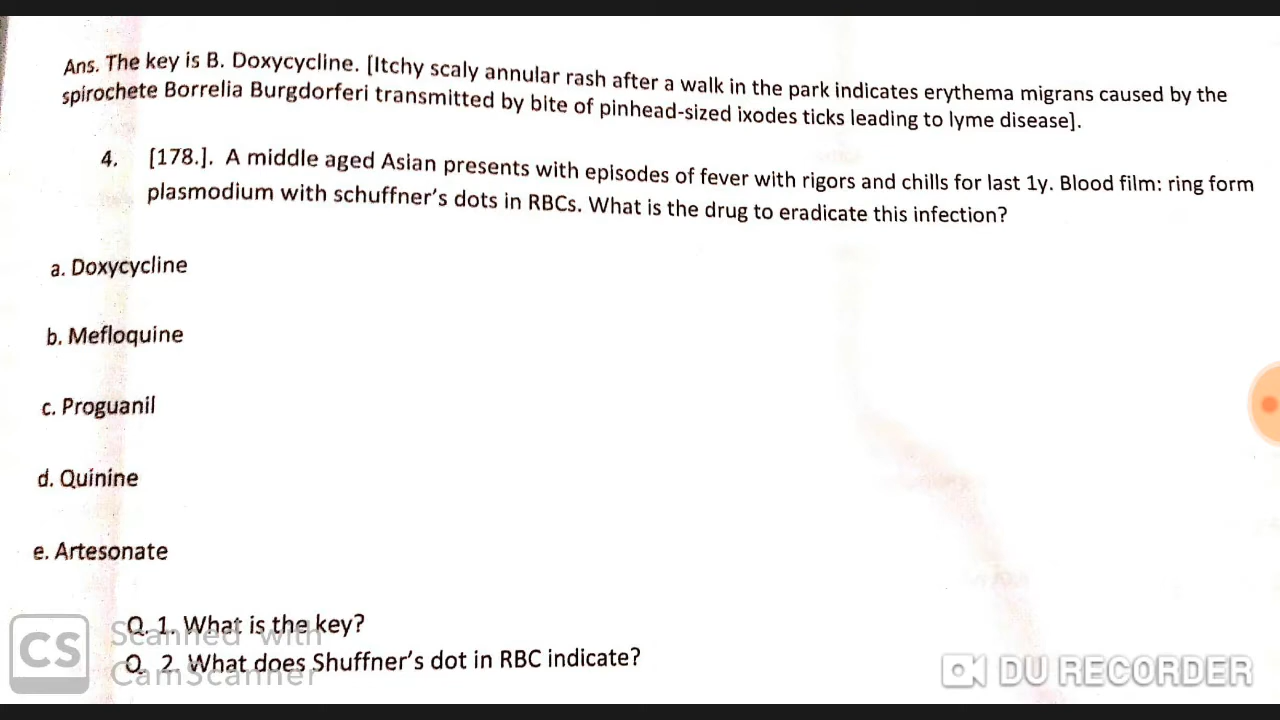 Ans. The key is B. Doxycycline. [Itchy scaly annular rash after a walk in the park indicates erythema migrans caused by the
spirochete Borrelia Burgdorferi transmitted by bite of pinhead-sized ixodes ticks leading to lyme disease].
4. [178.]. A middle aged Asian presents with episodes of fever with rigors and chills for last 1y. Blood film: ring form
plasmodium with schuffner's dots in RBCs. What is the drug to eradicate this infection?
a. Doxycycline
b. Mefloquine
c. Proguanil
d. Quinine
e. Artesonate
Q. 1. What is the key?
Q. 2. What does Shuffner's dot in RBC indicate?
CS
Scanned with
CamScanner
DU RECORDER